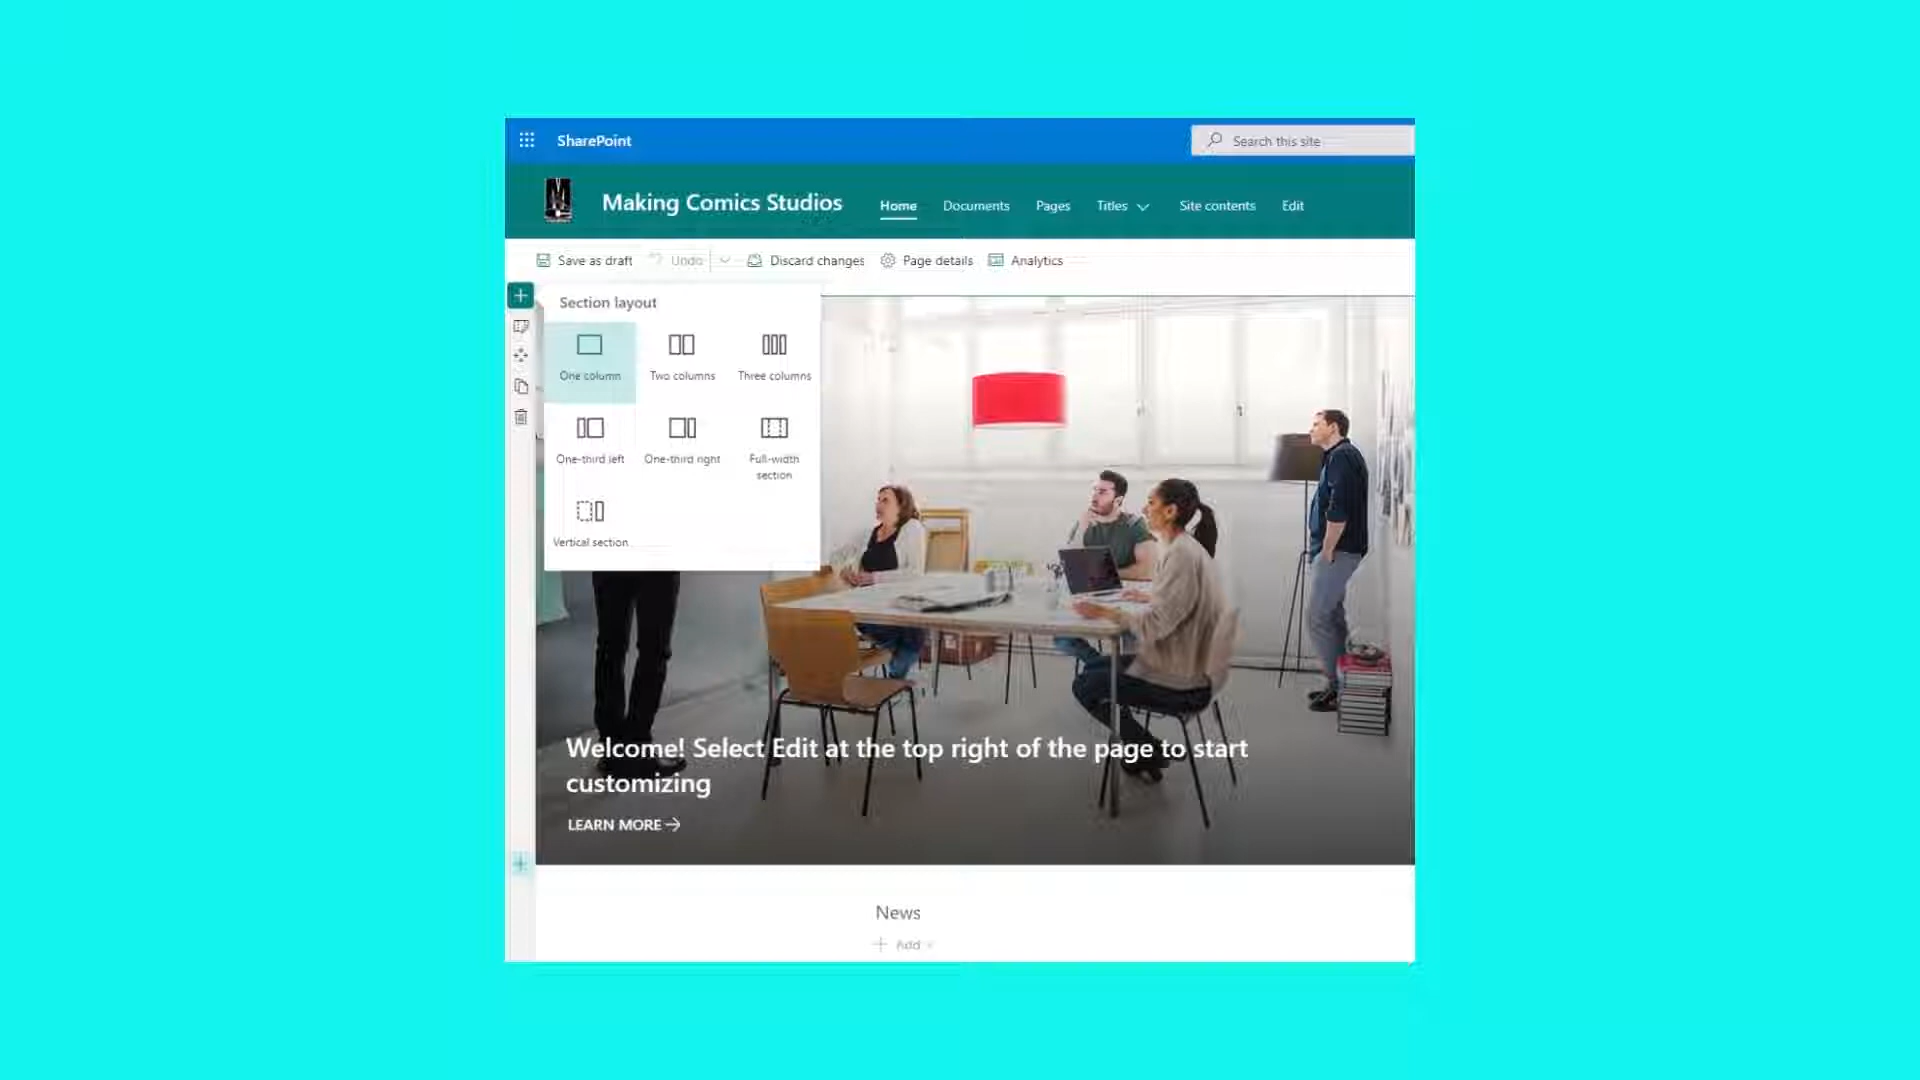 SharePoint
Search this site
Making Comics Studios
Home Documents Pages Titles Site contents Edit
Save as draft Undo Discard changes Page details Analytics
Section layout
One column Two columns Three columns
One-third left One-third right Full-width
section
Vertical section
Welcome! Select Edit at the top right of the page to start
customizing
LEARN MORE
News
Add